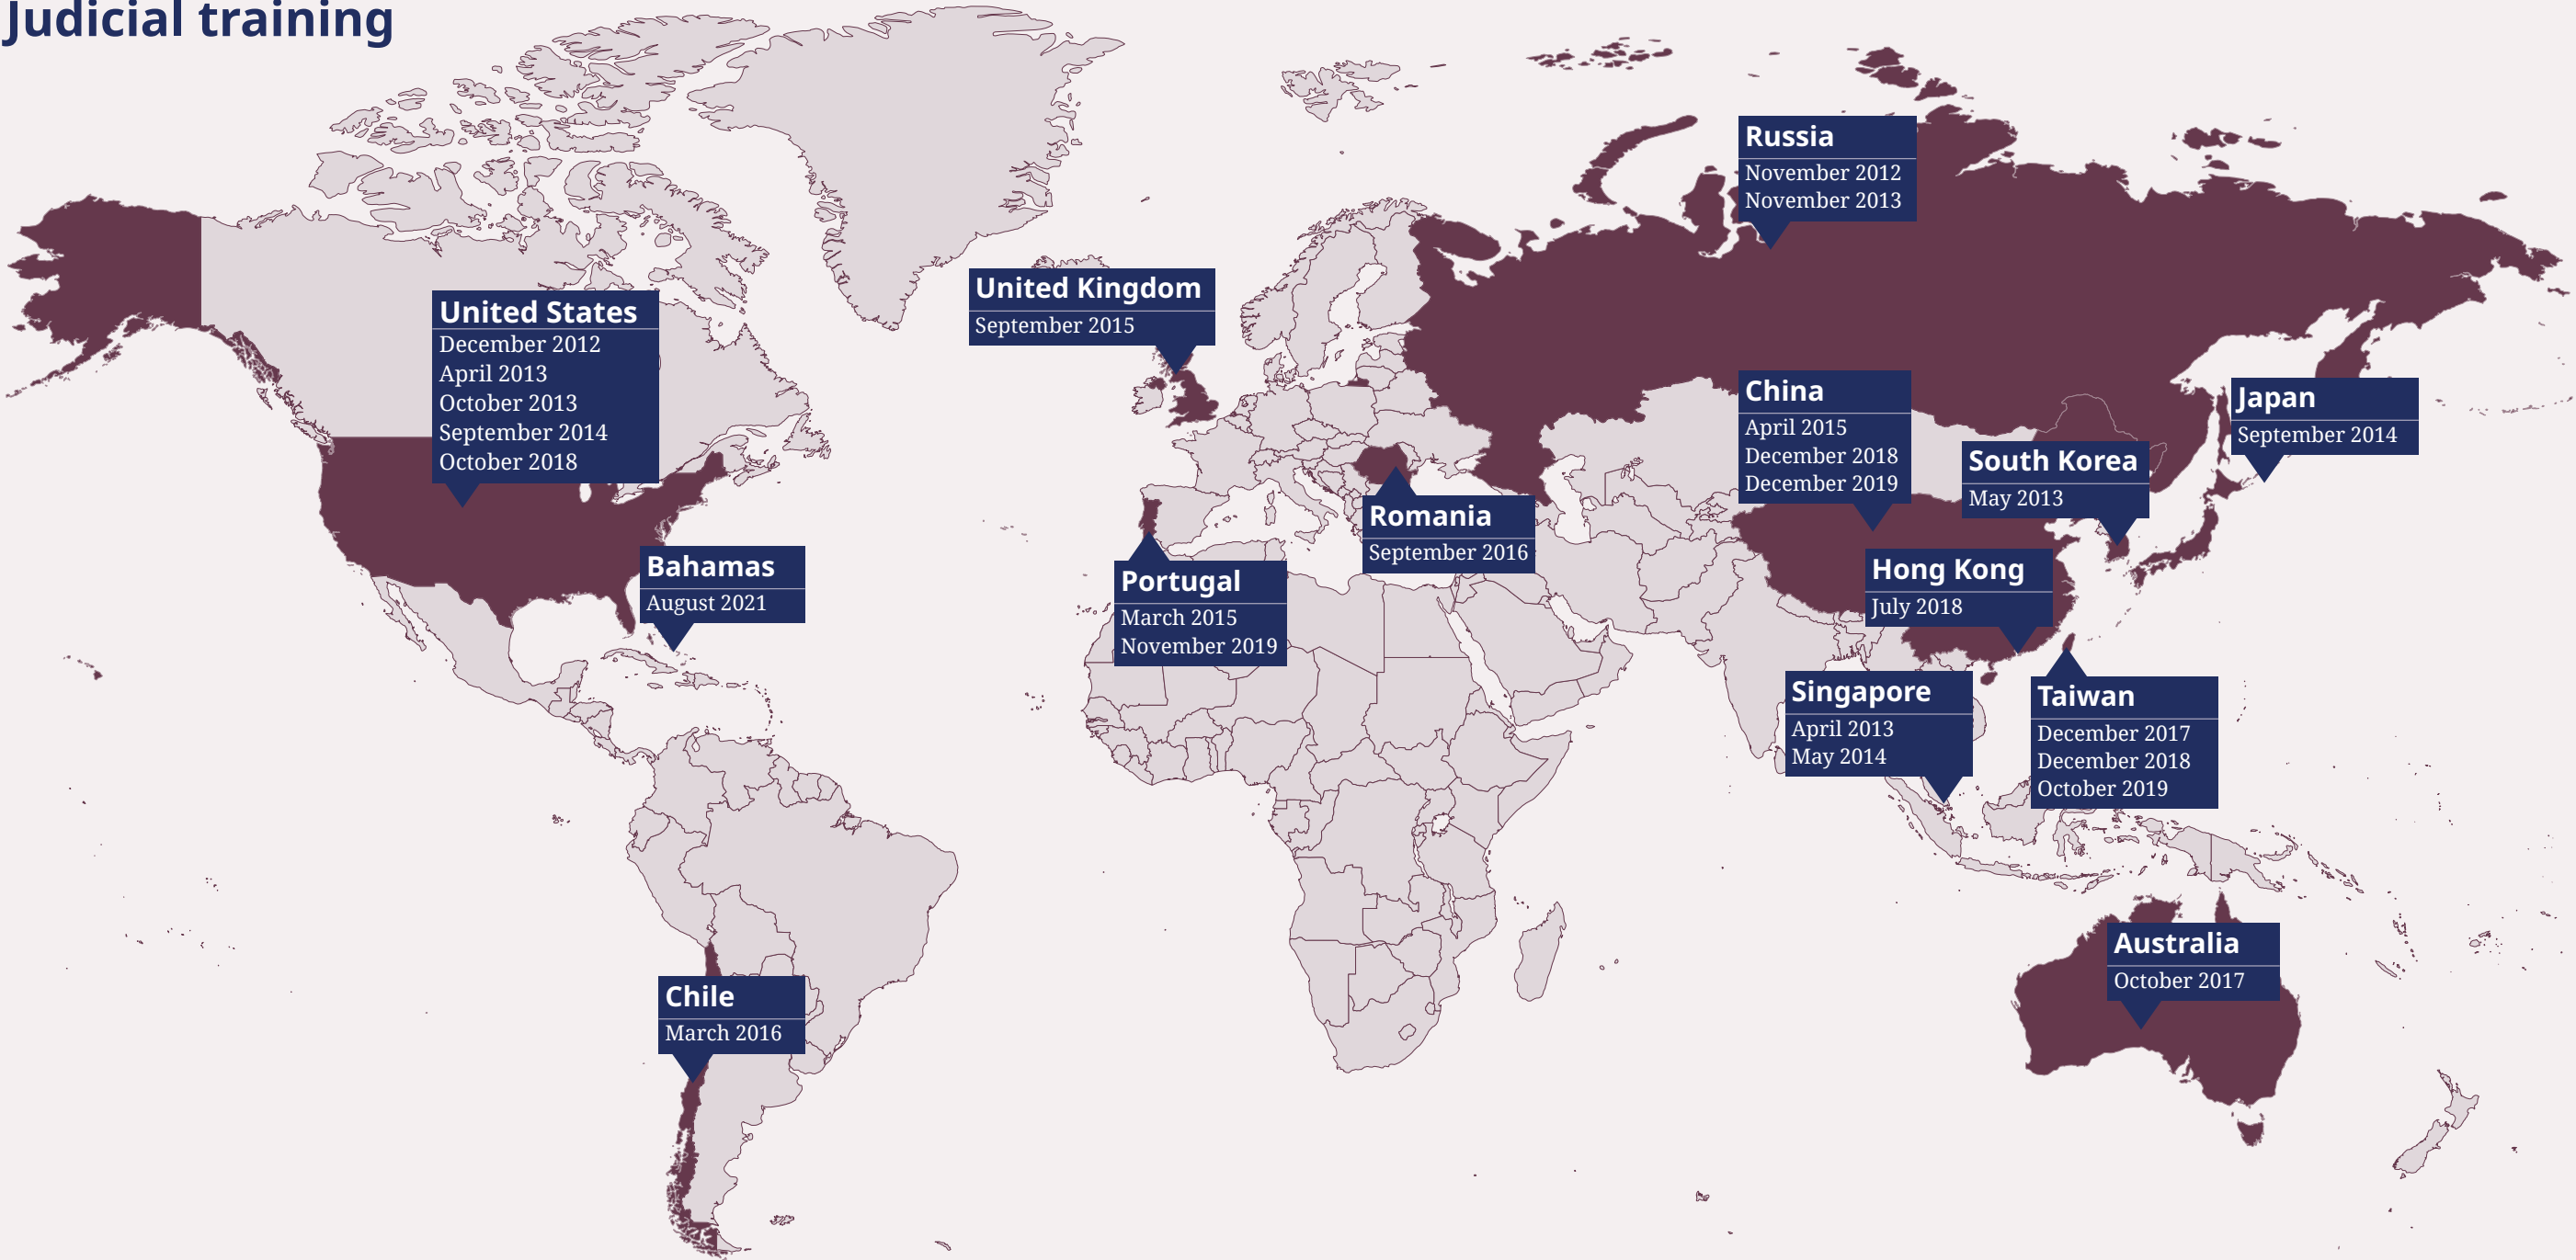 Judicial training
Russia
November 2012
November 2013
United Kingdom
September 2015
United States
December 2012
April 2013
October 2013
September 2014
October 2018
China
April 2015
December 2018
December 2019
Japan
September 2014
South Korea
May 2013
Romania
September 2016
Bahamas
August 2021
Portugal
March 2015
November 2019
Hong Kong
July 2018
Singapore
April 2013
May 2014
Taiwan
December 2017
December 2018
October 2019
Australia
October 2017
Chile
March 2016